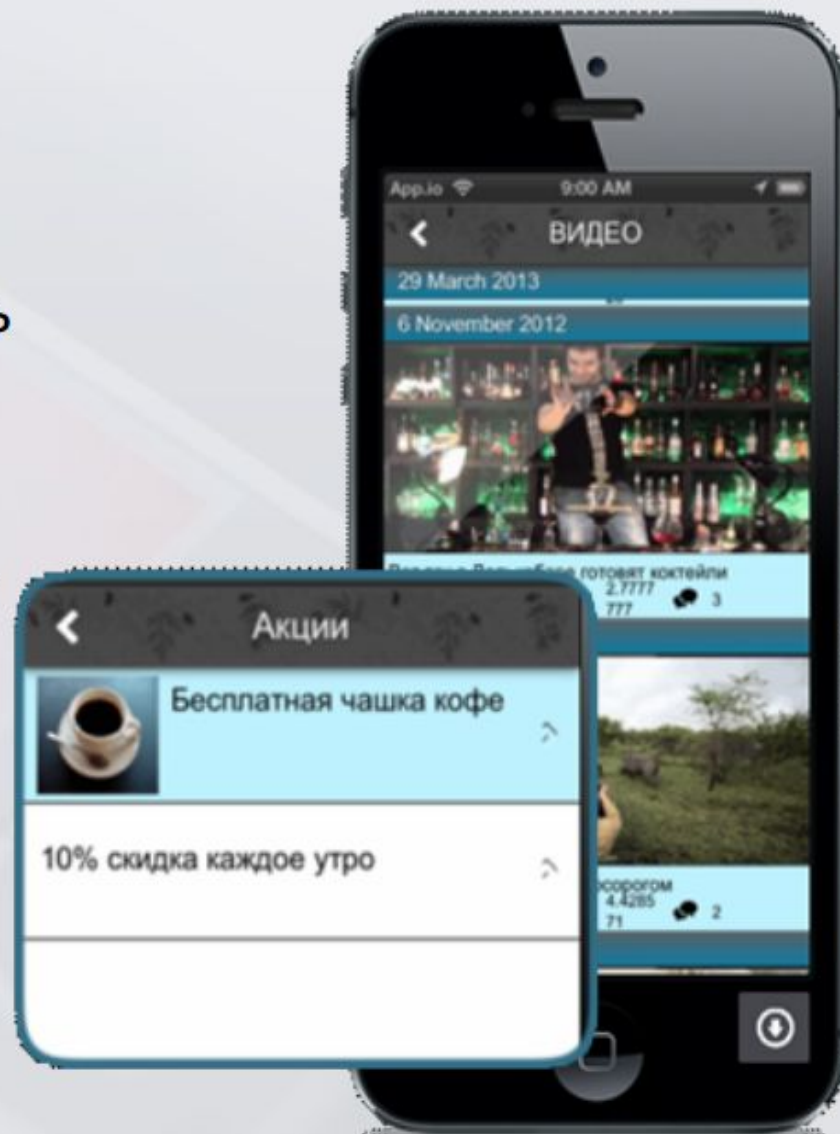 App.io 9:00 AM
ВИДЕО
29 March 2013
6 November 2012
готовят коктейли
2.7777
777
3
Акции
Бесплатная чашка кофе
10% скидка каждое утро
4.4285
71
2